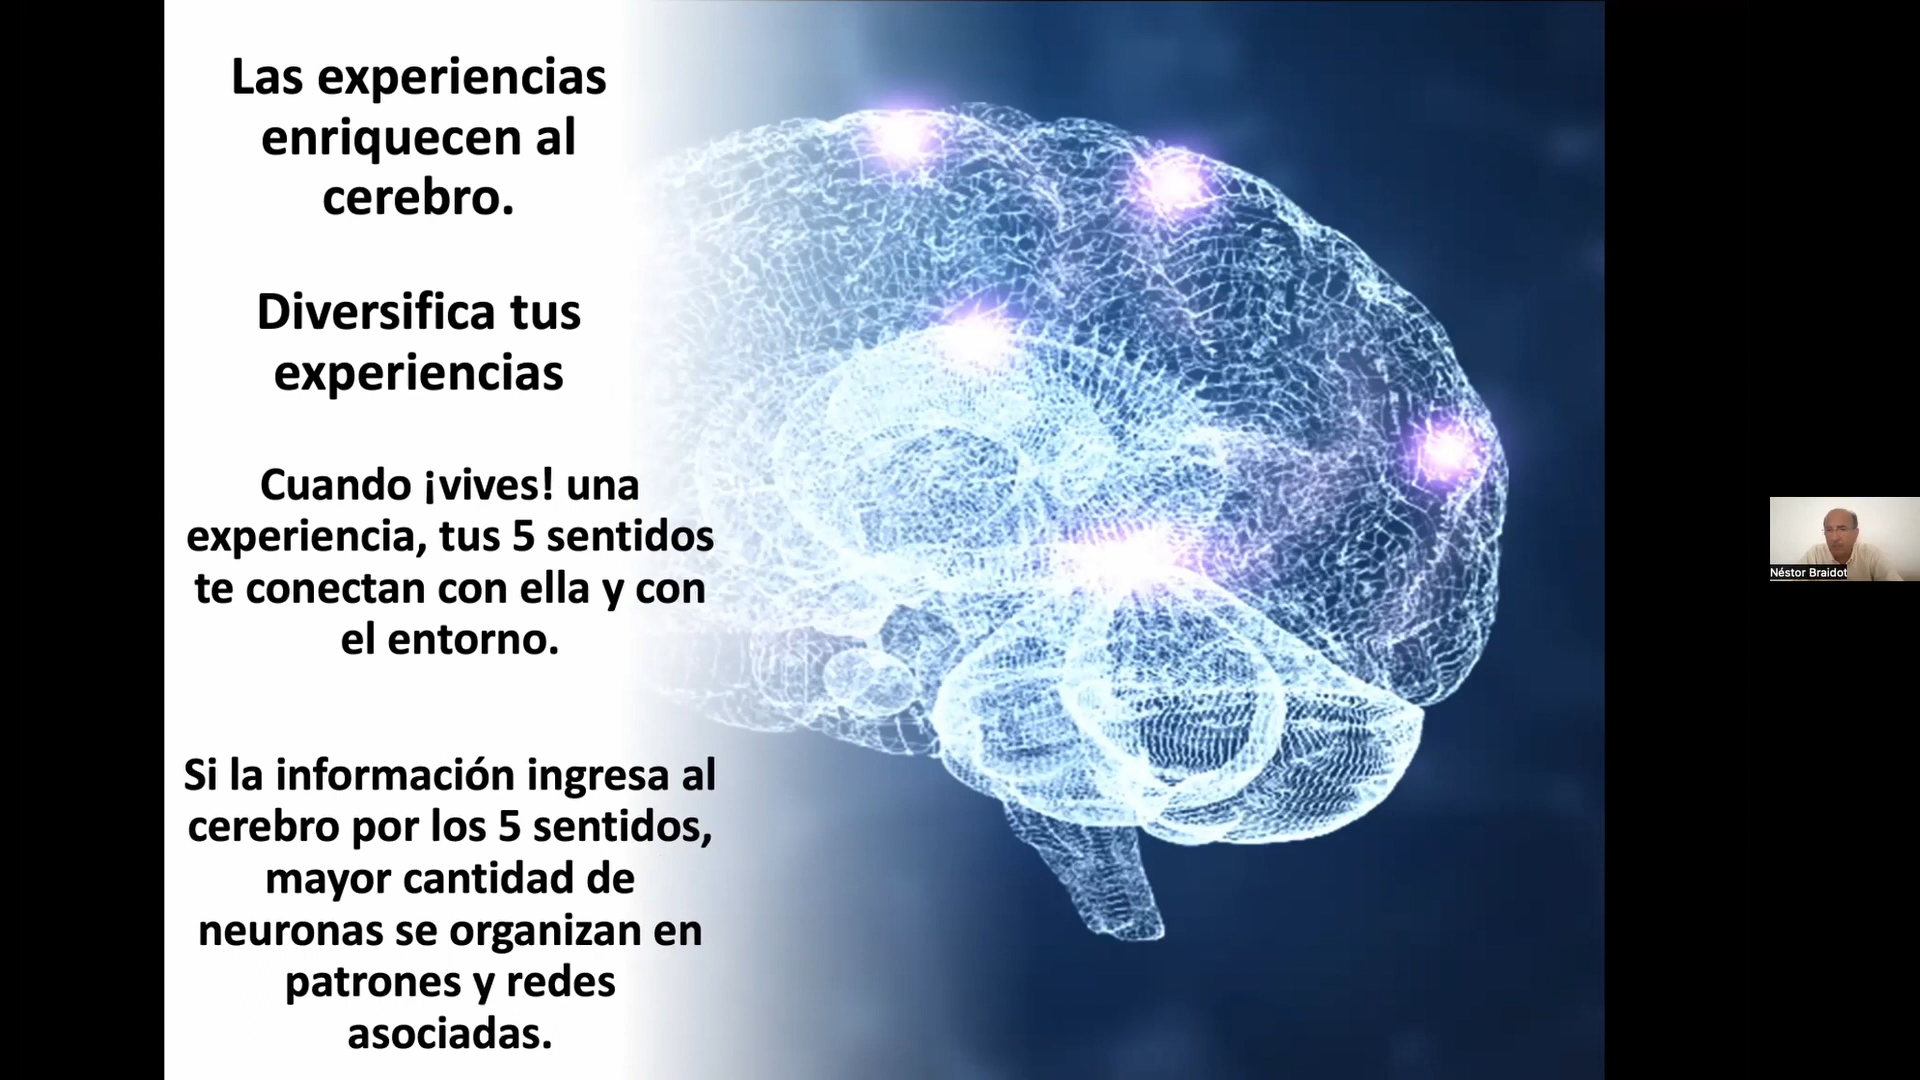 Las experiencias
enriquecen al
cerebro.
Diversifica tus
experiencias
Cuando ¡vives! una
experiencia, tus 5 sentidos
te conectan con ella y con
el entorno.
Si la información ingresa al
cerebro por los 5 sentidos,
mayor cantidad de
neuronas se organizan en
patrones y redes
asociadas.
Néstor Braidot